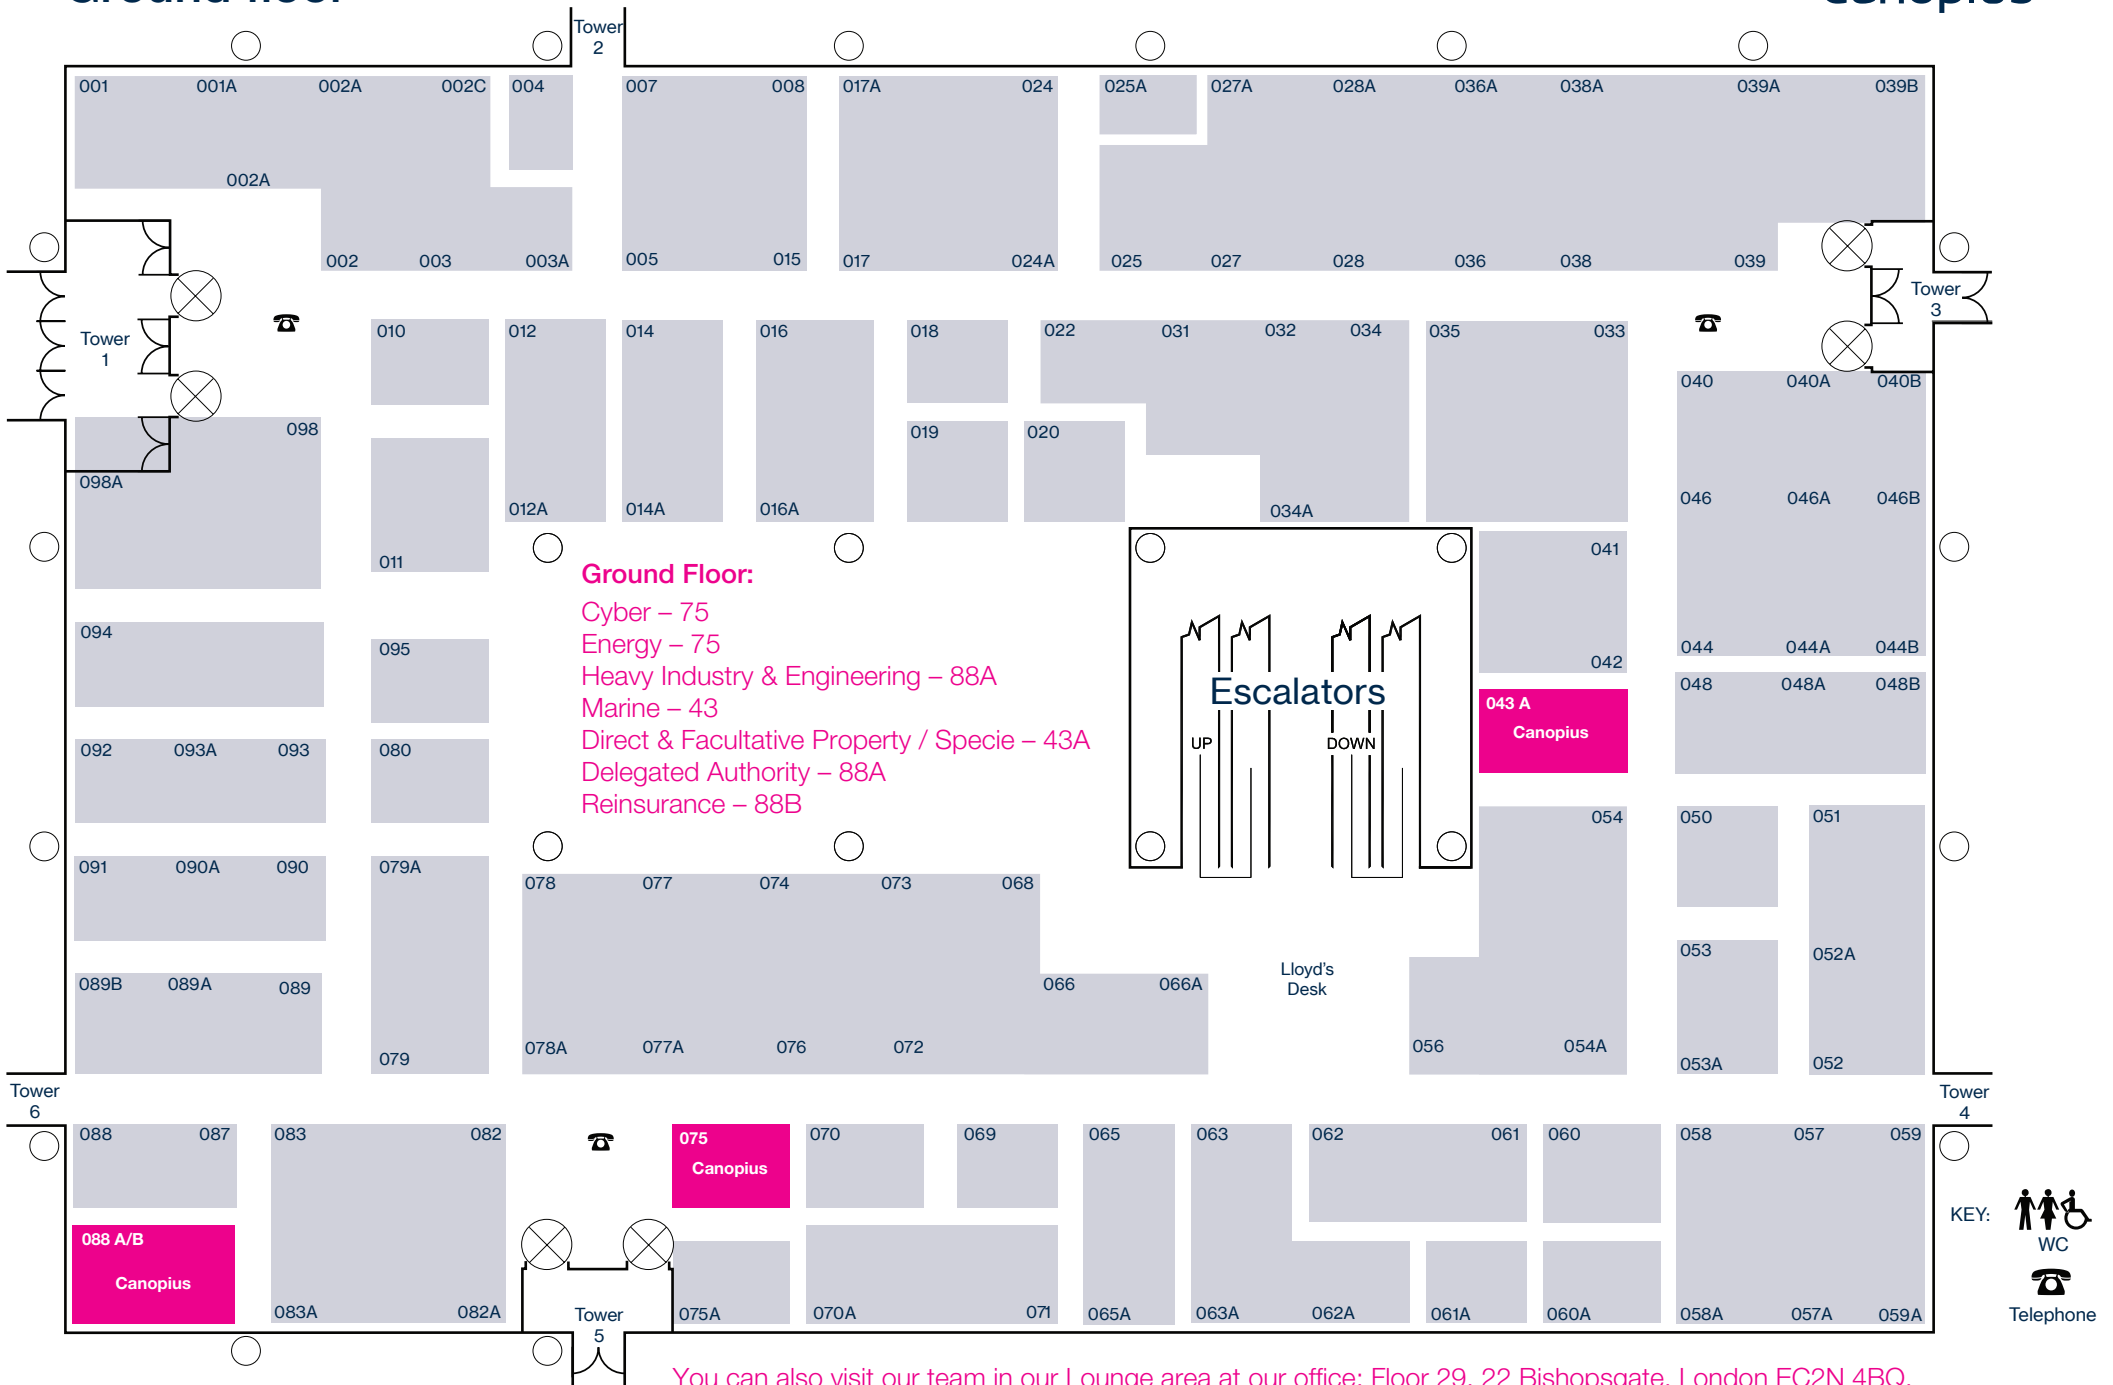 Ground floor
Canopius
Tower
2
001 001A 002A 002C 004 007 008 017A 024 025A 027A 028A 036A 038A 039A 039B
002A
002 003 003A 005 015 017 024A 025 027 028 036 038 039
Tower
3
Tower
1
010 012 014 016 018 022 031 032 034 035 033
040 040A 040B
098 019 020
098A
046 046A 046B
012A 014A 016A 034A
011 041
Ground Floor:
Cyber – 75
Energy – 75
Heavy Industry & Engineering – 88A
Marine – 43
Direct & Facultative Property / Specie – 43A
Delegated Authority – 88A
Reinsurance – 88B
094 095
042 044 044A 044B
Escalators
UP DOWN
048 048A 048B
043 A
Canopius
092 093A 093 080
054 050 051
091 090A 090 079A
078 077 074 073 068
053 052A
089B 089A 089
066 066A
Lloyd's
Desk
079 078A 077A 076 072
056 054A 053A 052
Tower
6
Tower
4
088 087 083 082
075
Canopius
070 069 065 063 062 061 060 058 057 059
088 A/B
Canopius
083A 082A
Tower
5
075A 070A 071 065A 063A 062A 061A 060A 058A 057A 059A
KEY:
WC
Telephone
You can also visit our team in our Lounge area at our office: Floor 29, 22 Bishopsgate, London EC2N 4BQ.